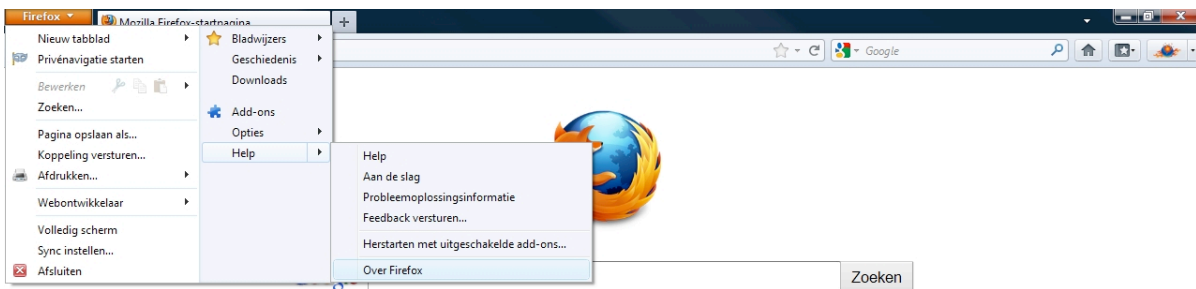 Firefox
Mozilla Firefox-startpagina
Google
Nieuw tabblad
Privénavigatie starten
Bewerken
Zoeken...
Pagina opslaan als...
Koppeling versturen...
Afdrukken...
Webontwikkelaar
Volledig scherm
Sync instellen...
Afsluiten
Bladwijzers
Geschiedenis
Downloads
Add-ons
Opties
Help
Help
Aan de slag
Probleemoplossingsinformatie
Feedback versturen...
Herstarten met uitgeschakelde add-ons...
Over Firefox
Zoeken